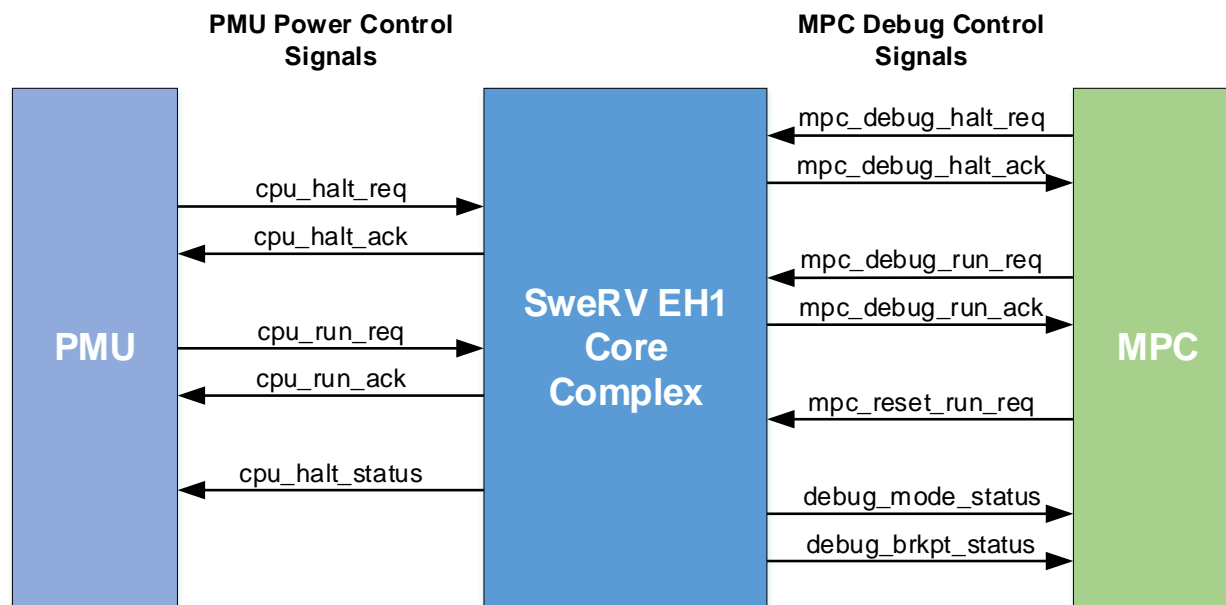 PMU Power Control
Signals
MPC Debug Control
Signals
PMU
cpu_halt_req
cpu_halt_ack
cpu_run_req
cpu_run_ack
cpu_halt_status
SweRV EH1
Core
Complex
mpc_debug_halt_req
mpc_debug_halt_ack
mpc_debug_run_req
mpc_debug_run_ack
mpc_reset_run_req
debug_mode_status
debug_brkpt_status
MPC